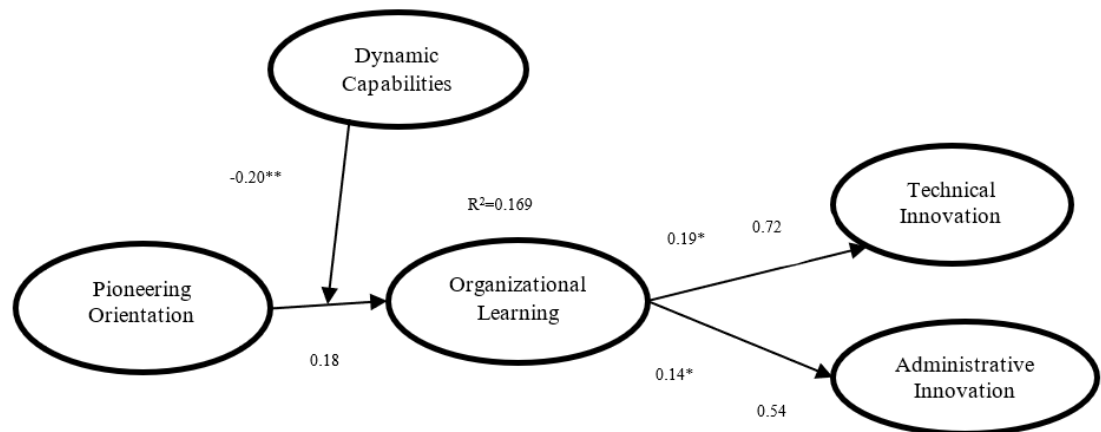 Dynamic
Capabilities
-0.20**
R²=0.169
Technical
Innovation
0.19*
0.72
Pioneering
Orientation
Organizational
Learning
0.18
0.14*
Administrative
Innovation
0.54